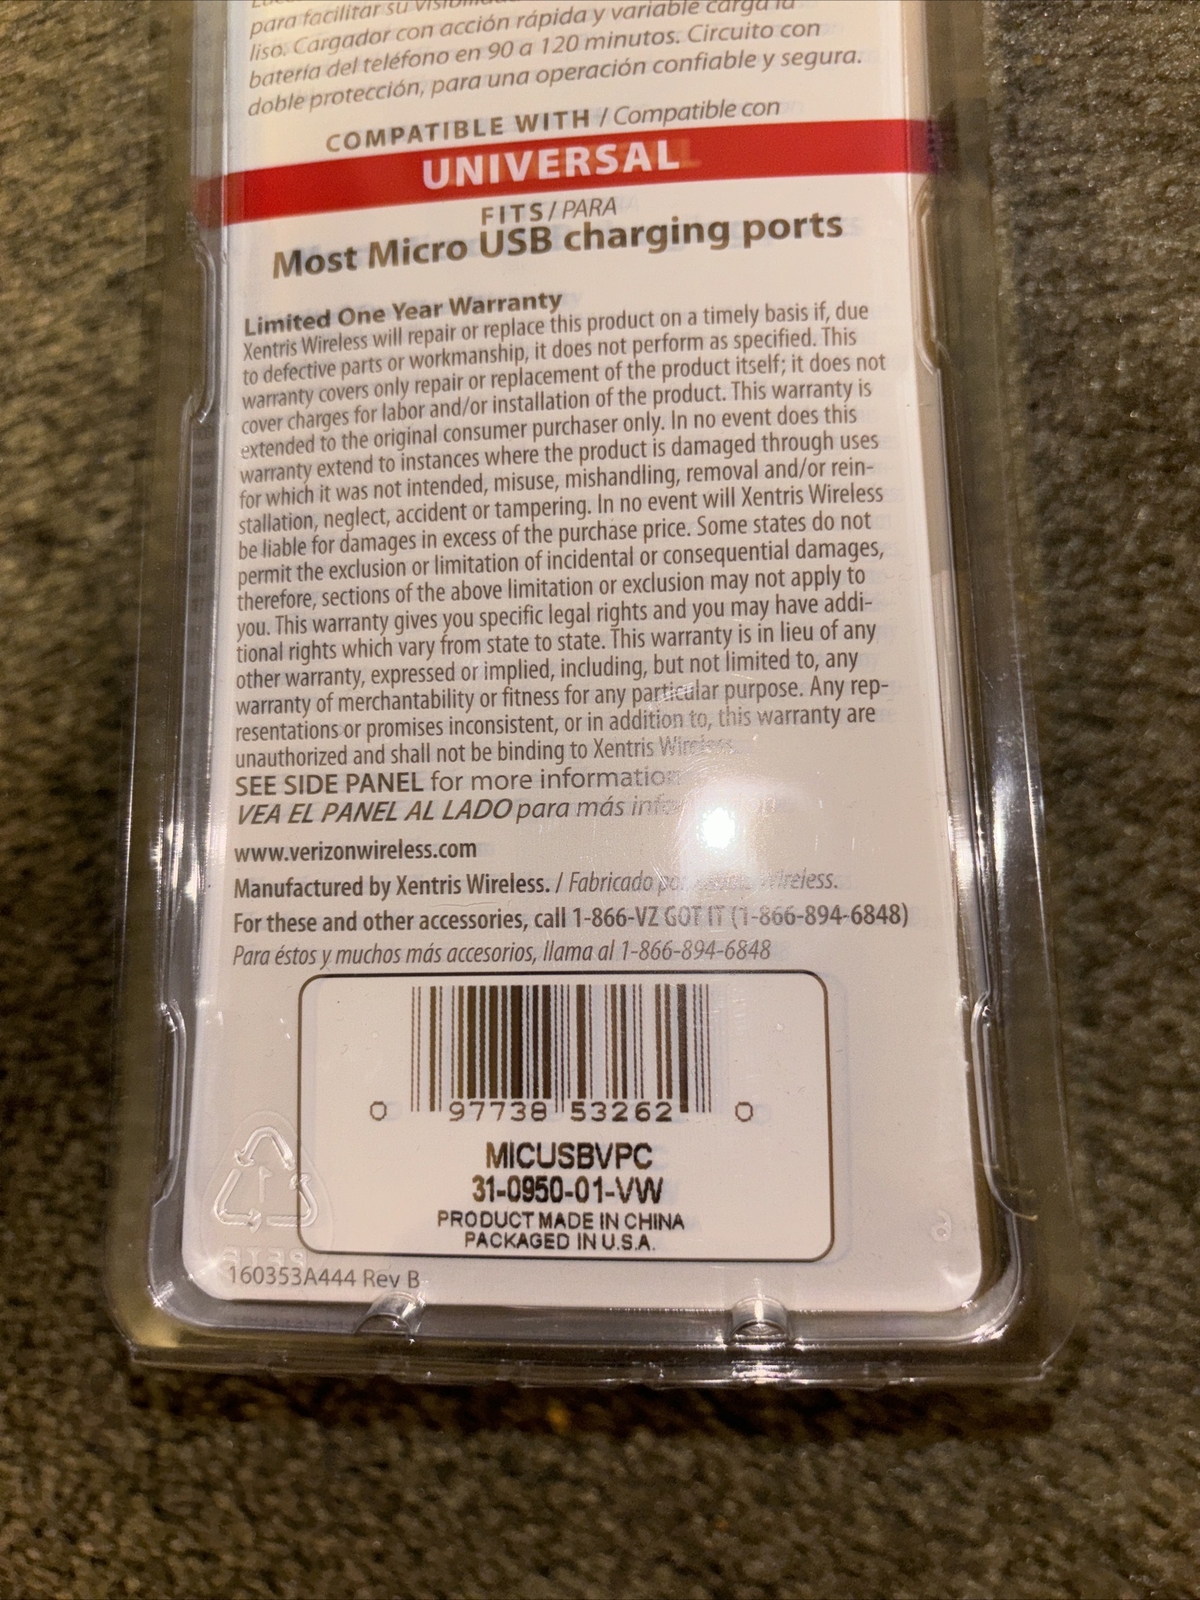 para facilitar su
liso. Cargador con acción rápida y variable carga la
batería del teléfono en 90 a 120 minutos. Circuito con
doble protección, para una operación confiable y segura.
COMPATIBLE WITH / Compatible con
UNIVERSAL
FITS / PARA
Most Micro USB charging ports
Limited One Year Warranty
Xentris Wireless will repair or replace this product on a timely basis if, due
to defective parts or workmanship, it does not perform as specified. This
warranty covers only repair or replacement of the product itself; it does not
cover charges for labor and/or installation of the product. This warranty is
extended to the original consumer purchaser only. In no event does this
warranty extend to instances where the product is damaged through uses
for which it was not intended, misuse, mishandling, removal and/or rein-
stallation, neglect, accident or tampering. In no event will Xentris Wireless
be liable for damages in excess of the purchase price. Some states do not
permit the exclusion or limitation of incidental or consequential damages,
therefore, sections of the above limitation or exclusion may not apply to
you. This warranty gives you specific legal rights and you may have addi-
tional rights which vary from state to state. This warranty is in lieu of any
other warranty, expressed or implied, including, but not limited to, any
warranty of merchantability or fitness for any particular purpose. Any rep-
resentations or promises inconsistent, or in addition to, this warranty are
unauthorized and shall not be binding to Xentris Wireless.
SEE SIDE PANEL for more information
VEA EL PANEL AL LADO para más
www.verizonwireless.com
Manufactured by Xentris Wireless. / Fabricado por Wireless.
For these and other accessories, call 1-866-VZ GOT IT (1-866-894-6848)
Para éstos y muchos más accesorios, llama al 1-866-894-6848
0 97738 53262 0
MICUSBVPC
31-0950-01-VW
PRODUCT MADE IN CHINA
PACKAGED IN U.S.A.
1
160353A444 Rev B